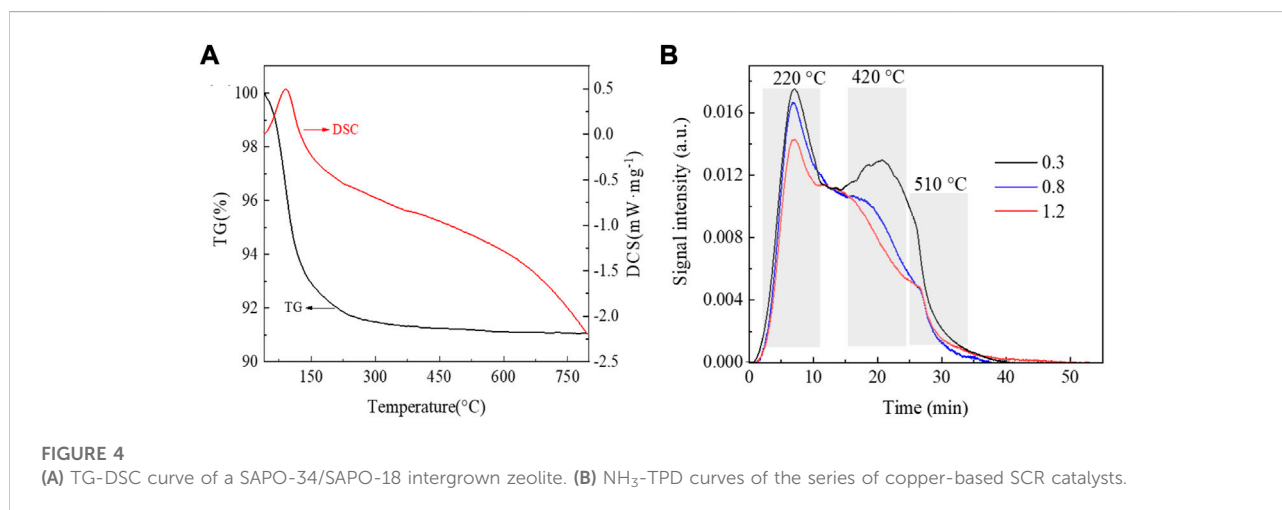 A
100
98
96
94
92
90
TG(%)
150
300
450
600
750
Temperature(°C)
0.5
0.0
-0.5
-1.0
-1.5
-2.0
-2.5
DCS(mW·mg-1)
DSC
TG
B
0.016
0.012
0.008
0.004
0.000
Signal intensity (a.u.)
0
10
20
30
40
50
Time (min)
220 °C
420 °C
510 °C
0.3
0.8
1.2
FIGURE 4
(A) TG-DSC curve of a SAPO-34/SAPO-18 intergrown zeolite. (B) NH3-TPD curves of the series of copper-based SCR catalysts.